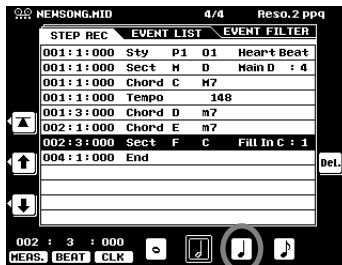 NEWSONG.MID 4/4 Reso.2 ppq
STEP REC EVENT LIST EVENT FILTER
001:1:000 Sty P1 01 Heart Beat
001:1:000 Sect M D Main D : 4
001:1:000 Chord C M7
001:1:000 Tempo 148
001:3:000 Chord D m7
002:1:000 Chord E m7
002:3:000 Sect F C Fill In C : 1
004:1:000 End
Del.
002 : 3 : 000
MEAS. BEAT CLK